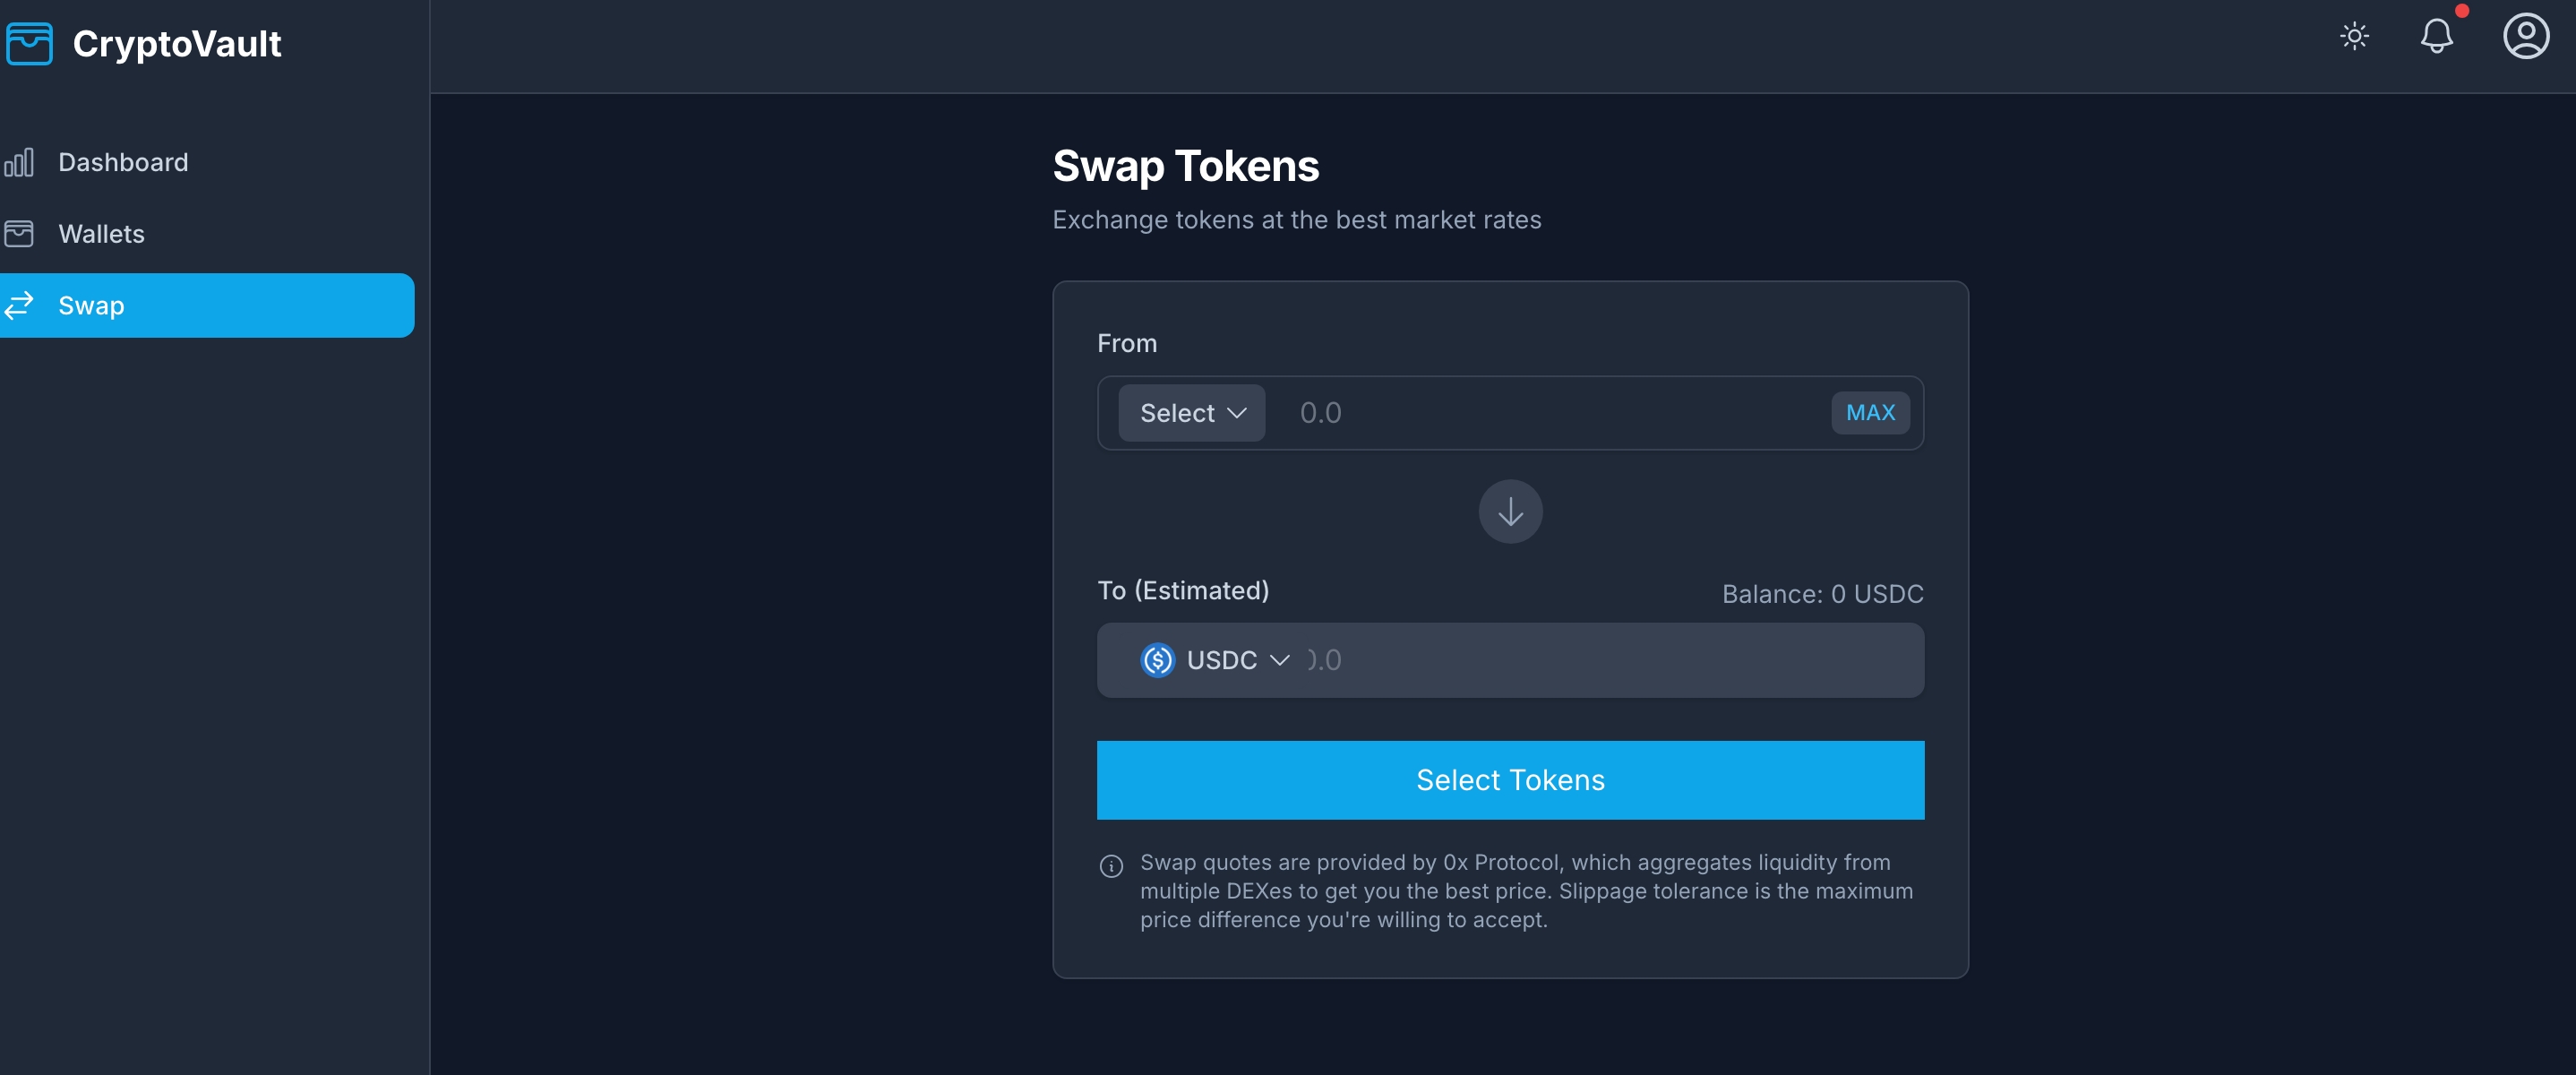 CryptoVault
Dashboard
Wallets
Swap
Swap Tokens
Exchange tokens at the best market rates
From
Select 0.0 MAX
To (Estimated) Balance: 0 USDC
USDC 0.0
Select Tokens
Swap quotes are provided by 0x Protocol, which aggregates liquidity from
multiple DEXes to get you the best price. Slippage tolerance is the maximum
price difference you're willing to accept.